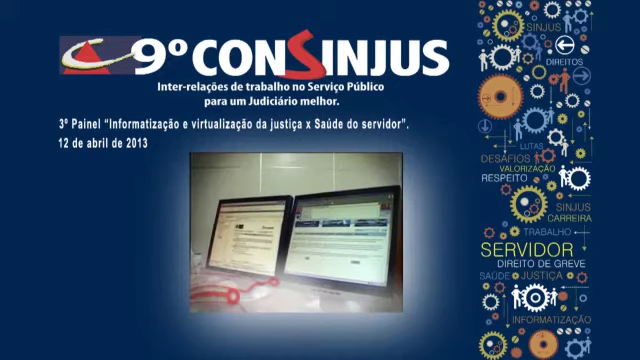 9º CONSINJUS
Inter-relações de trabalho no Serviço Público
para um Judiciário melhor.
3º Painel “Informatização e virtualização da justiça x Saúde do servidor”.
12 de abril de 2013
SINJUS
DIREITOS
LUTAS
DESAFIOS
VALORIZAÇÃO
RESPEITO
SINJUS
CARREIRA
TRABALHO
SERVIDOR
DIREITO DE GREVE
SAÚDE
JUSTIÇA
INFORMATIZAÇÃO